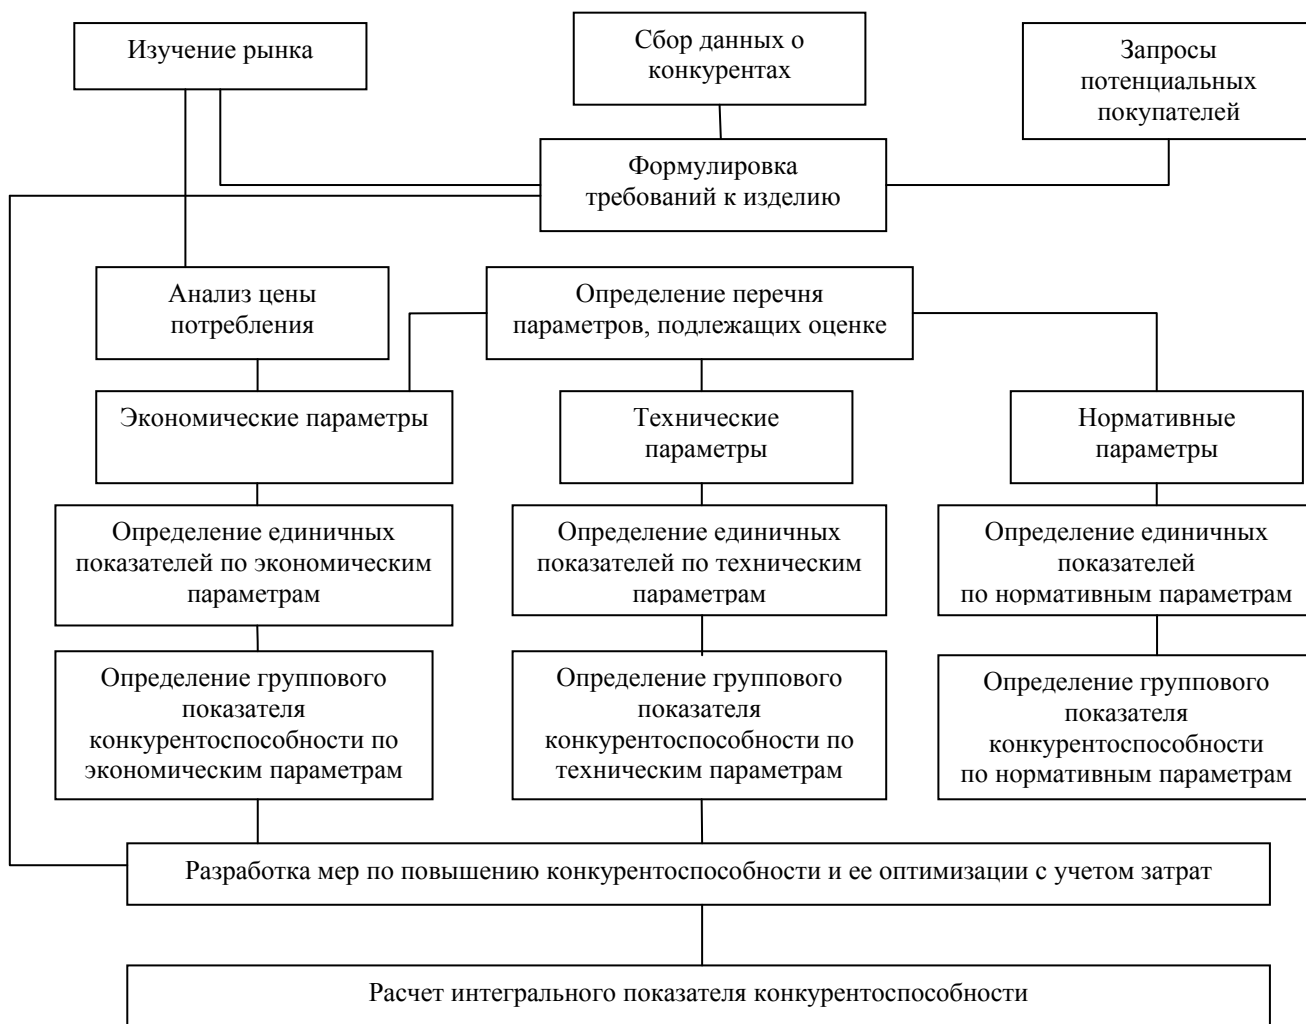 Изучение рынка
Сбор данных о
конкурентах
Запросы
потенциальных
покупателей
Формулировка
требований к изделию
Анализ цены
потребления
Определение перечня
параметров, подлежащих оценке
Экономические параметры
Технические
параметры
Нормативные
параметры
Определение единичных
показателей по экономическим
параметрам
Определение единичных
показателей по техническим
параметрам
Определение единичных
показателей
по нормативным параметрам
Определение группового
показателя
конкурентоспособности по
экономическим параметрам
Определение группового
показателя
конкурентоспособности по
техническим параметрам
Определение группового
показателя
конкурентоспособности
по нормативным параметрам
Разработка мер по повышению конкурентоспособности и ее оптимизации с учетом затрат
Расчет интегрального показателя конкурентоспособности